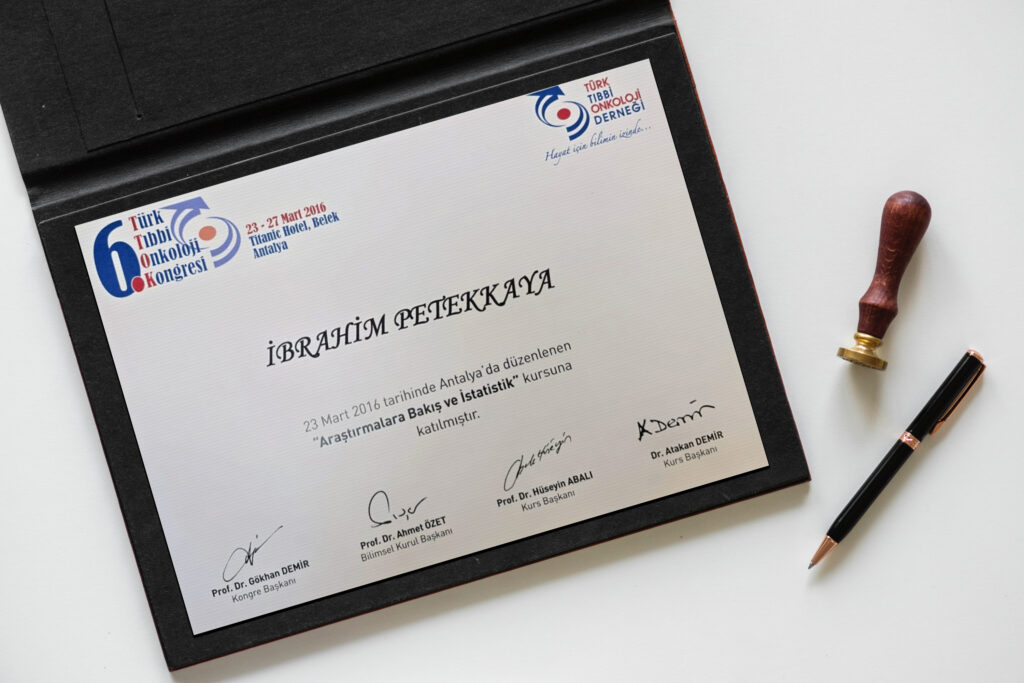 TÜRK
TIBBİ
ONKOLOJİ
DERNEĞİ
Hayat için bilimin izinde...
6. Türk
Tıbbi
Onkoloji
Kongresi
23 - 27 Mart 2016
Titanic Hotel, Belek
Antalya
İBRAHİM PETEKKAYA
23 Mart 2016 tarihinde Antalya'da düzenlenen
"Araştırmalara Bakış ve İstatistik" kursuna
katılmıştır.
A.Demir
Prof. Dr. Gökhan DEMİR
Kongre Başkanı
Prof. Dr. Ahmet ÖZET
Bilimsel Kurul Başkanı
Prof. Dr. Hüseyin ABALI
Kurs Başkanı
Dr. Atakan DEMİR
Kurs Başkanı